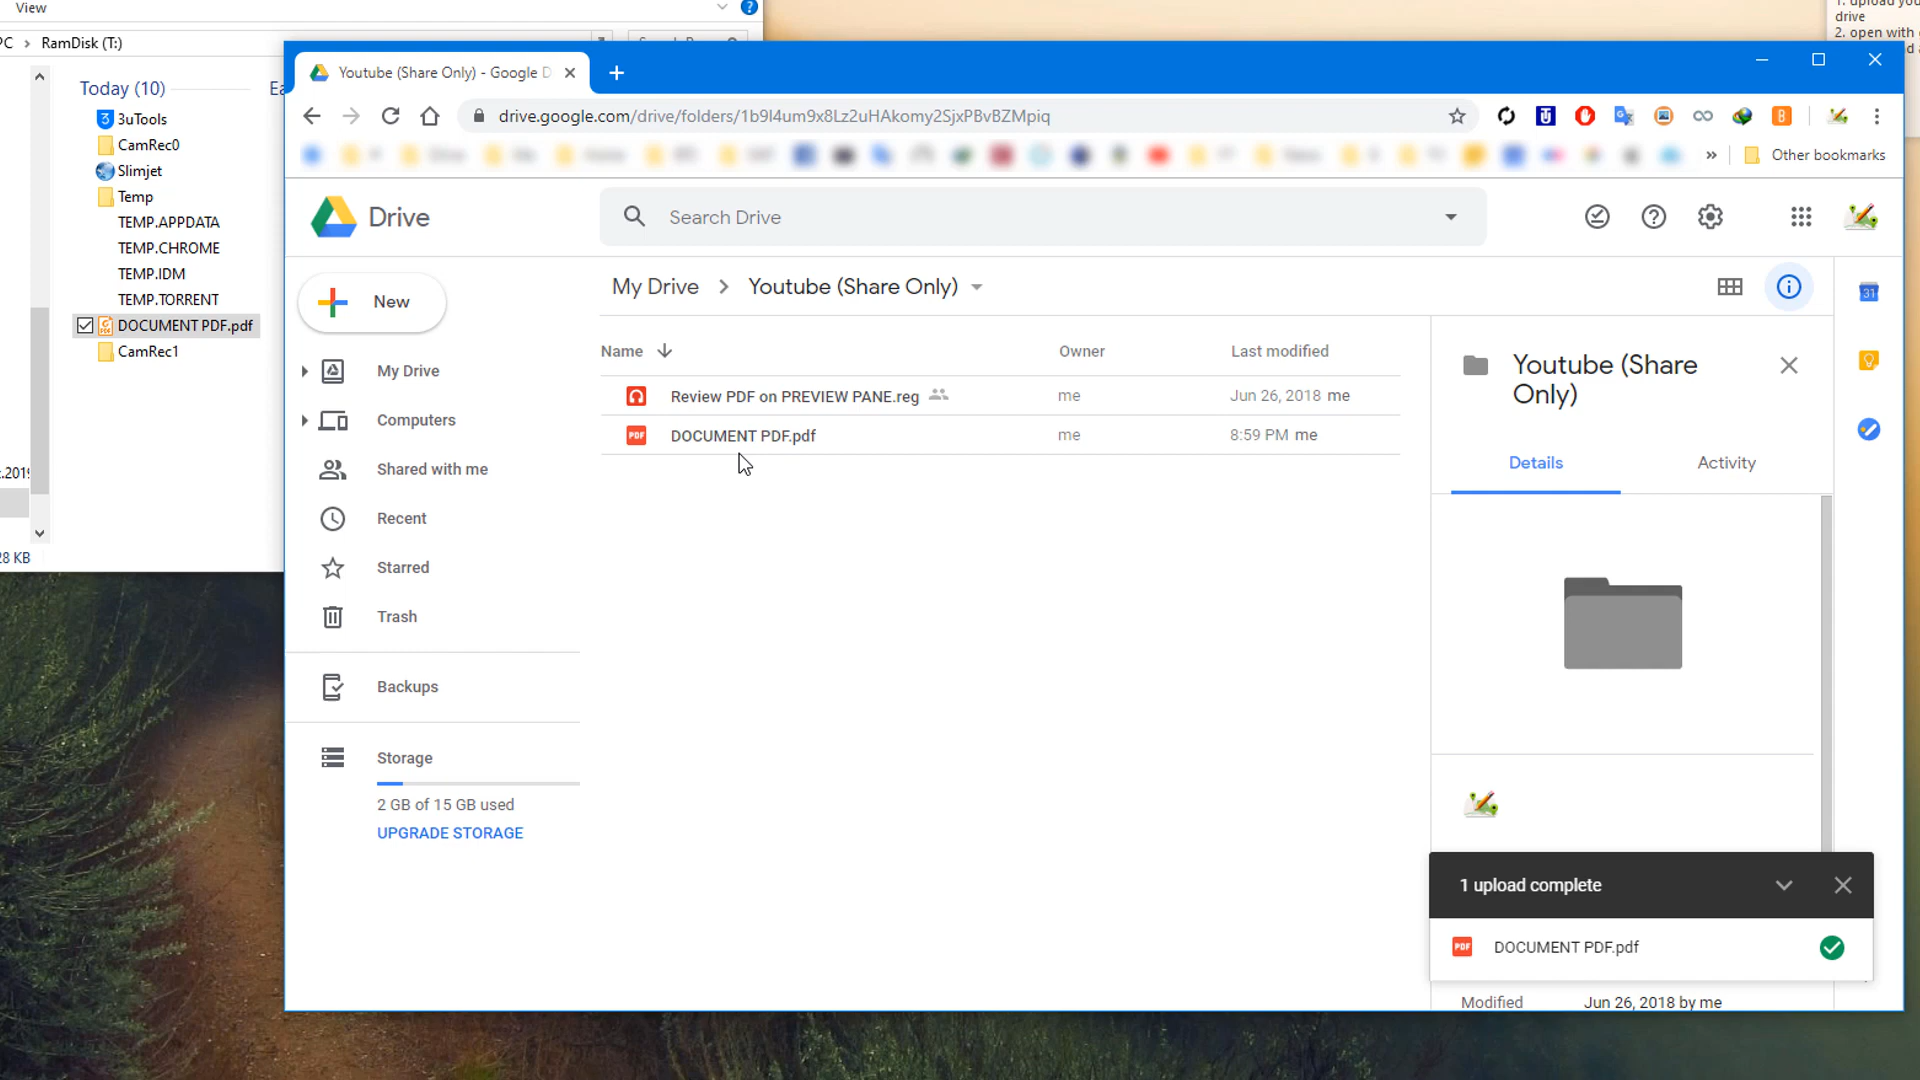 View
PC > RamDisk (T:)
Today (10)
3uTools
CamRec0
Slimjet
Temp
TEMP.APPDATA
TEMP.CHROME
TEMP.IDM
TEMP.TORRENT
DOCUMENT PDF.pdf
CamRec1
.2019
28 KB
drive
2. open with
Youtube (Share Only) - Google D
drive.google.com/drive/folders/1b9I4um9x8Lz2uHAkomy2SjxPBvBZMpiq
Other bookmarks
Drive
Search Drive
New
My Drive
Computers
Shared with me
Recent
Starred
Trash
Backups
Storage
2 GB of 15 GB used
UPGRADE STORAGE
My Drive > Youtube (Share Only)
Name Owner Last modified
Review PDF on PREVIEW PANE.reg me Jun 26, 2018 me
DOCUMENT PDF.pdf me 8:59 PM me
Youtube (Share
Only)
Details Activity
31
1 upload complete
PDF DOCUMENT PDF.pdf
Modified Jun 26, 2018 by me